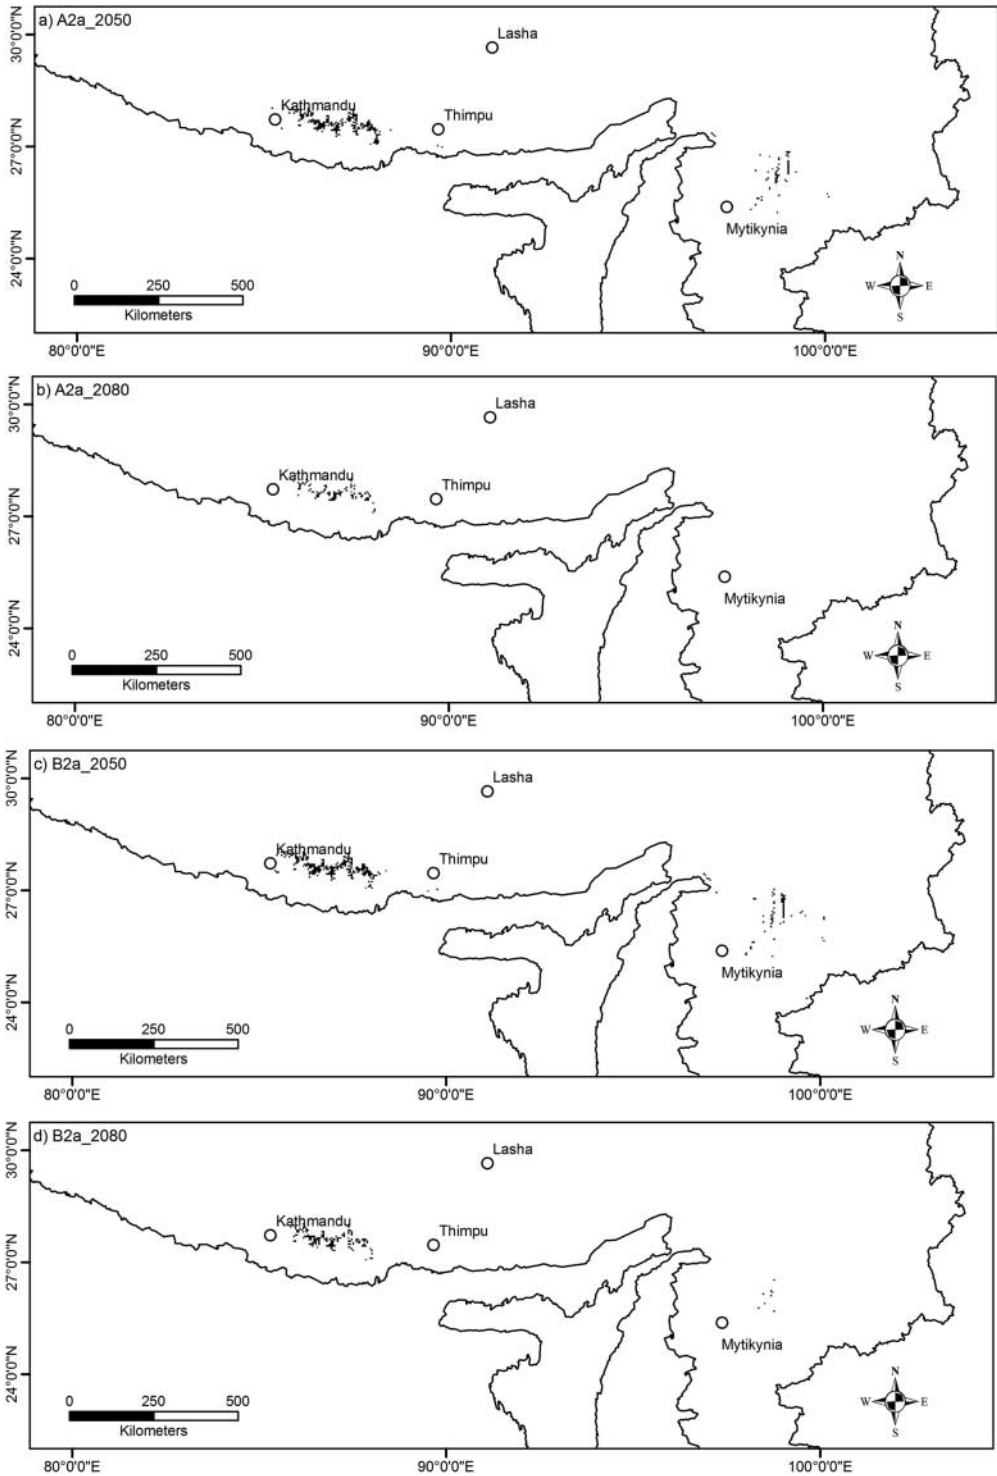 a) A2a_2050
30°0'0"N
27°0'0"N
24°0'0"N
Lasha
Kathmandu
Thimpu
Mytikynia
0 250 500
Kilometers
N
W E
S
80°0'0"E 90°0'0"E 100°0'0"E
b) A2a_2080
30°0'0"N
27°0'0"N
24°0'0"N
Lasha
Kathmandu
Thimpu
Mytikynia
0 250 500
Kilometers
N
W E
S
80°0'0"E 90°0'0"E 100°0'0"E
c) B2a_2050
30°0'0"N
27°0'0"N
24°0'0"N
Lasha
Kathmandu
Thimpu
Mytikynia
0 250 500
Kilometers
N
W E
S
80°0'0"E 90°0'0"E 100°0'0"E
d) B2a_2080
30°0'0"N
27°0'0"N
24°0'0"N
Lasha
Kathmandu
Thimpu
Mytikynia
0 250 500
Kilometers
N
W E
S
80°0'0"E 90°0'0"E 100°0'0"E